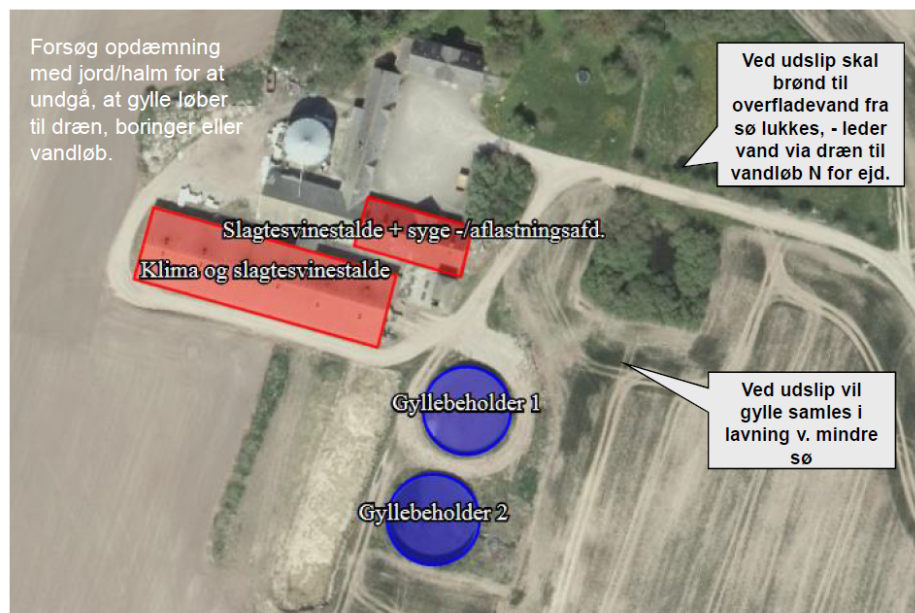 Forsøg opdæmning
med jord/halm for at
undgå, at gylle løber
til dræn, boringer eller
vandløb.
Ved udslip skal
brønd til
overfladevand fra
sø lukkes, - leder
vand via dræn til
vandløb N for ejd.
Slagtesvinestalde + syge -/aflastningsafd.
Klima og slagtesvinestalde
Gyllebeholder 1
Ved udslip vil
gylle samles i
lavning v. mindre
sø
Gyllebeholder 2